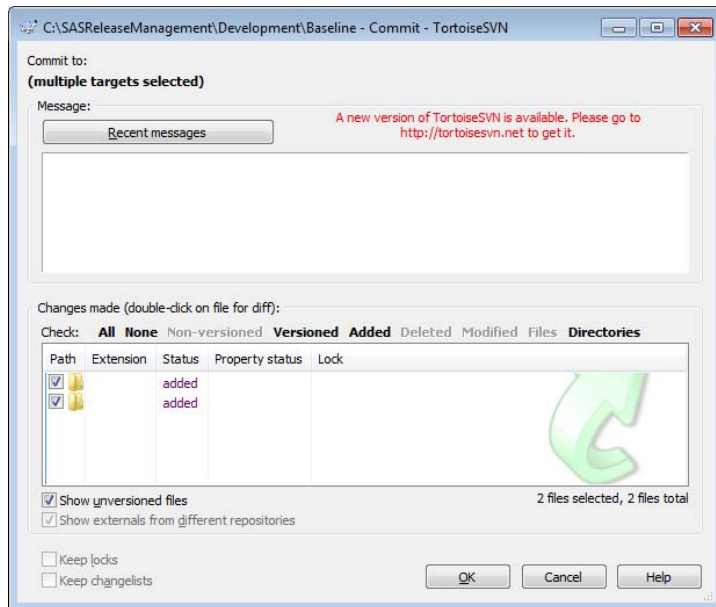 C:\SASReleaseManagement\Development\Baseline - Commit - TortoiseSVN
Commit to:
(multiple targets selected)
Message:
Recent messages
A new version of TortoiseSVN is available. Please go to
http://tortoisesvn.net to get it.
Changes made (double-click on file for diff):
Check: All None Non-versioned Versioned Added Deleted Modified Files Directories
Path Extension Status Property status Lock
added
added
Show unversioned files
2 files selected, 2 files total
Show externals from different repositories
Keep locks
Keep changelists
OK Cancel Help